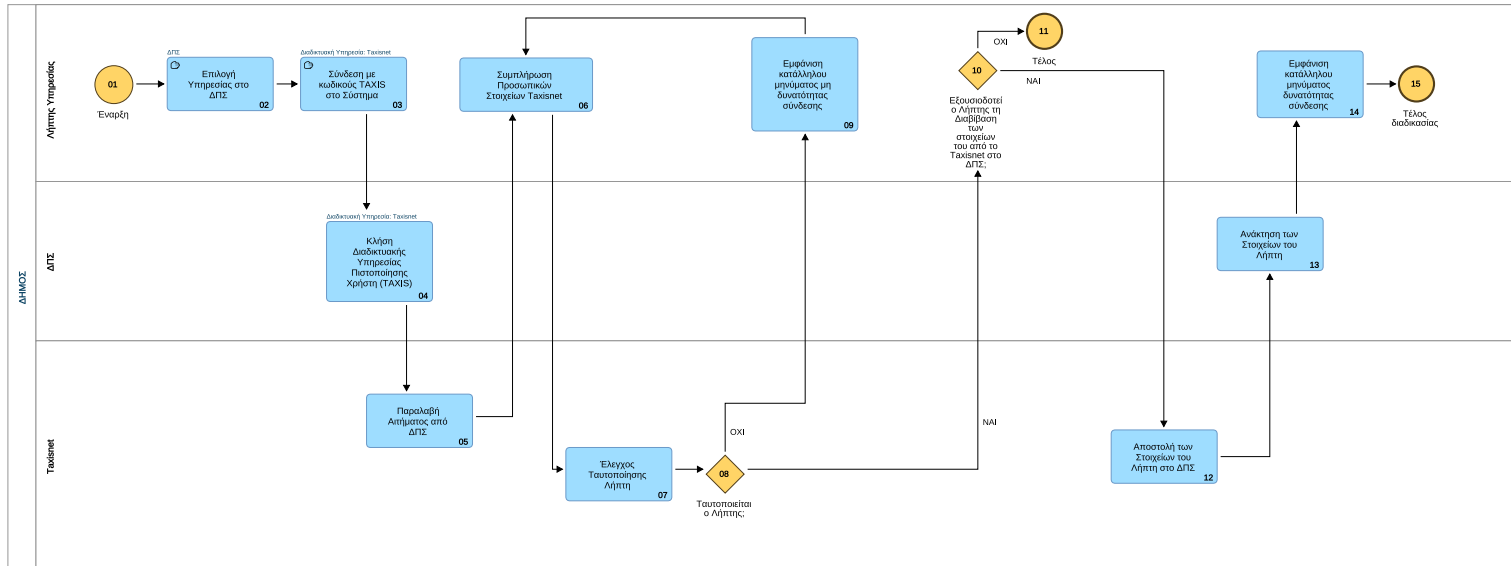 ΔΗΜΟΣ
Λήπτης Υπηρεσίας
01
Έναρξη
ΔΠΣ
Επιλογή
Υπηρεσίας στο
ΔΠΣ
02
Διαδικτυακή Υπηρεσία: Taxisnet
Σύνδεση με
κωδικούς TAXIS
στο Σύστημα
03
Συμπλήρωση
Προσωπικών
Στοιχείων Taxisnet
06
Εμφάνιση
κατάλληλου
μηνύματος μη
δυνατότητας
σύνδεσης
09
10
Εξουσιοδοτεί
ο Λήπτης τη
Διαβίβαση
των
στοιχείων
του από το
Taxisnet στο
ΔΠΣ;
ΟΧΙ
ΝΑΙ
11
Τέλος
Εμφάνιση
κατάλληλου
μηνύματος
δυνατότητας
σύνδεσης
14
15
Τέλος
διαδικασίας
ΔΠΣ
Διαδικτυακή Υπηρεσία: Taxisnet
Κλήση
Διαδικτυακής
Υπηρεσίας
Πιστοποίησης
Χρήστη (TAXIS)
04
Ανάκτηση των
Στοιχείων του
Λήπτη
13
Taxisnet
Παραλαβή
Αιτήματος από
ΔΠΣ
05
Έλεγχος
Ταυτοποίησης
Λήπτη
07
08
Ταυτοποιείται
ο Λήπτης;
ΟΧΙ
ΝΑΙ
Αποστολή των
Στοιχείων του
Λήπτη στο ΔΠΣ
12